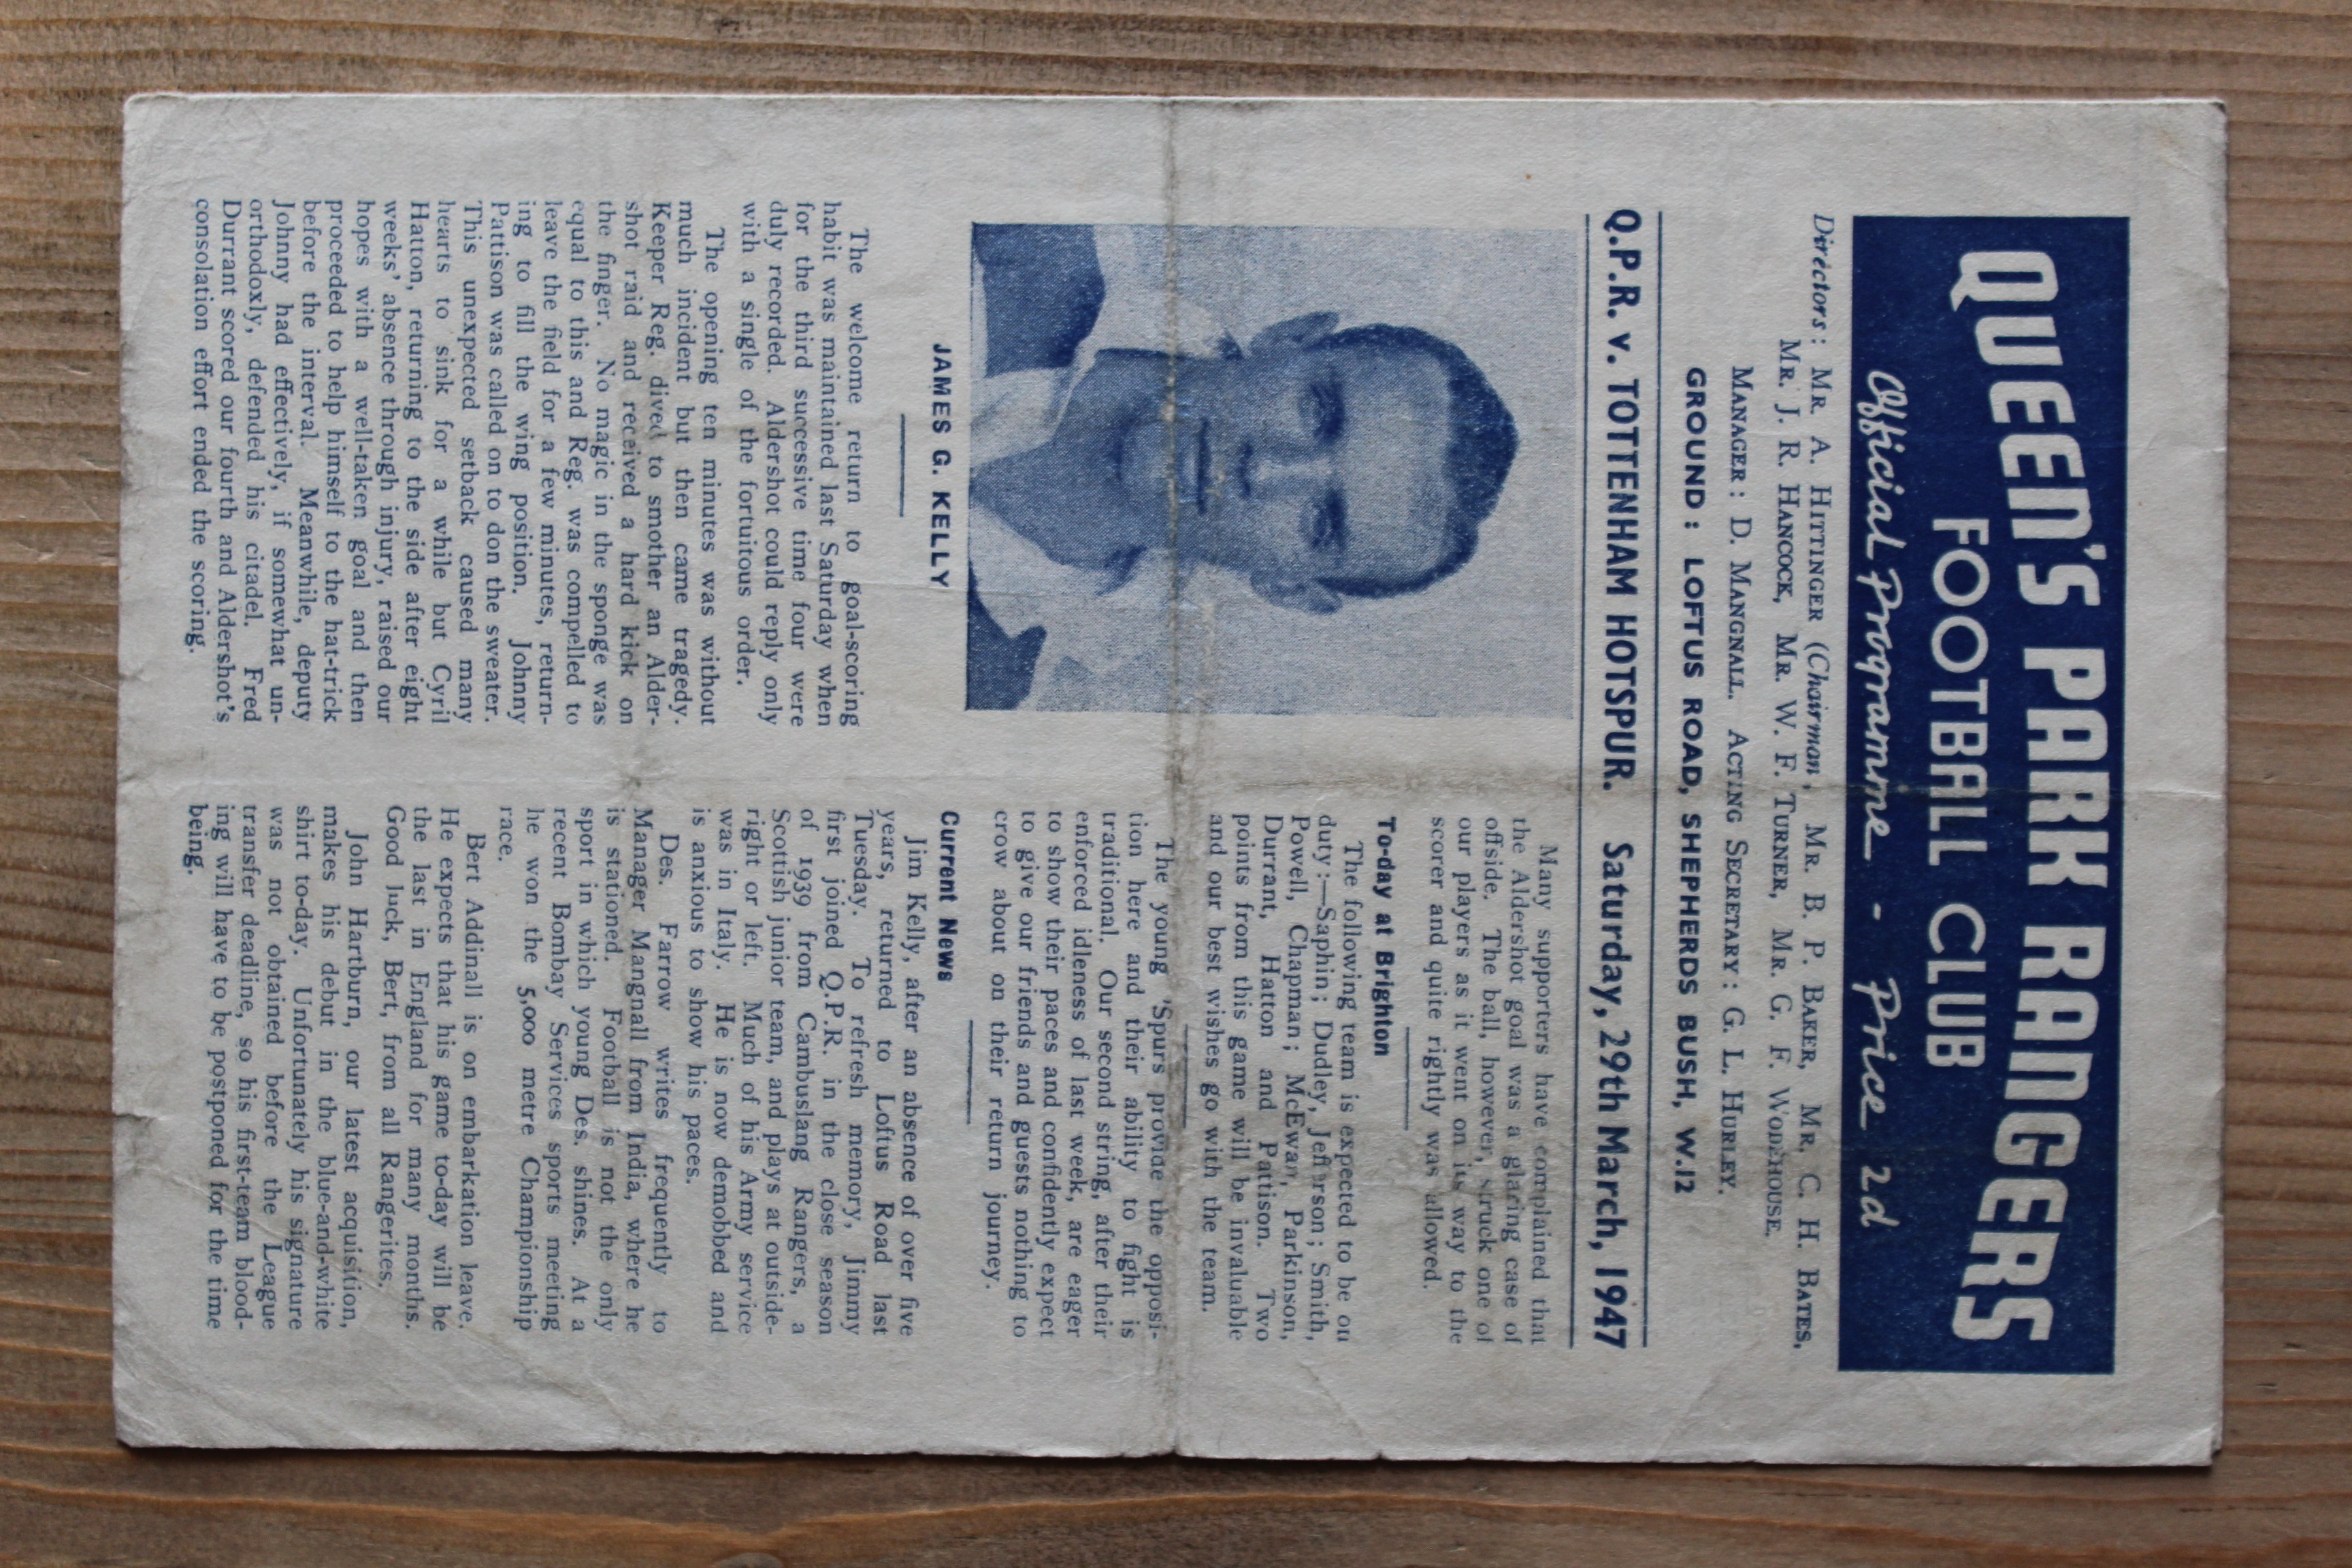 QUEEN'S PARK RANGERS
FOOTBALL CLUB
Official Programme - Price 2d
Directors: MR. A. HITTINGER (Chairman), MR. B. P. BAKER, MR. C. H. BATES,
MR. J. R. HANCOCK, MR. W. F. TURNER, MR. G. F. WODEHOUSE.
MANAGER: D. MANGNALL. ACTING SECRETARY: G. L. HURLEY.
GROUND: LOFTUS ROAD, SHEPHERDS BUSH, W.12
Q.P.R. v. TOTTENHAM HOTSPUR. Saturday, 29th March, 1947
JAMES G. KELLY
The welcome return to goal-scoring
habit was maintained last Saturday when
for the third successive time four were
duly recorded. Aldershot could reply only
with a single of the fortuitous order.
The opening ten minutes was without
much incident but then came tragedy.
Keeper Reg. dived to smother an Alder-
shot raid and received a hard kick on
the finger. No magic in the sponge was
equal to this and Reg. was compelled to
leave the field for a few minutes, return-
ing to fill the wing position. Johnny
Pattison was called on to don the sweater.
This unexpected setback caused many
hearts to sink for a while but Cyril
Hatton, returning to the side after eight
weeks' absence through injury, raised our
hopes with a well-taken goal and then
proceeded to help himself to the hat-trick
before the interval. Meanwhile, deputy
Johnny had effectively, if somewhat un-
orthodoxly, defended his citadel. Fred
Durrant scored our fourth and Aldershot's
consolation effort ended the scoring.
Many supporters have complained that
the Aldershot goal was a glaring case of
offside. The ball, however, struck one of
our players as it went on its way to the
scorer and quite rightly was allowed.
To-day at Brighton
The following team is expected to be on
duty:—Saphin; Dudley, Jefferson; Smith,
Powell, Chapman; McEwan, Parkinson,
Durrant, Hatton and Pattison. Two
points from this game will be invaluable
and our best wishes go with the team.
The young 'Spurs provide the opposi-
tion here and their ability to fight is
traditional. Our second string, after their
enforced idleness of last week, are eager
to show their paces and confidently expect
to give our friends and guests nothing to
crow about on their return journey.
Current News
Jim Kelly, after an absence of over five
years, returned to Loftus Road last
Tuesday. To refresh memory, Jimmy
first joined Q.P.R. in the close season
of 1939 from Cambuslang Rangers, a
Scottish junior team, and plays at outside-
right or left. Much of his Army service
was in Italy. He is now demobbed and
is anxious to show his paces.
Des. Farrow writes frequently to
Manager Mangnall from India, where he
is stationed. Football is not the only
sport in which young Des. shines. At a
recent Bombay Services sports meeting
he won the 5,000 metre Championship
race.
Bert Addinall is on embarkation leave.
He expects that his game to-day will be
the last in England for many months.
Good luck, Bert, from all Rangerites.
John Hartburn, our latest acquisition,
makes his debut in the blue-and-white
shirt to-day. Unfortunately his signature
was not obtained before the League
transfer deadline, so his first-team blood-
ing will have to be postponed for the time
being.